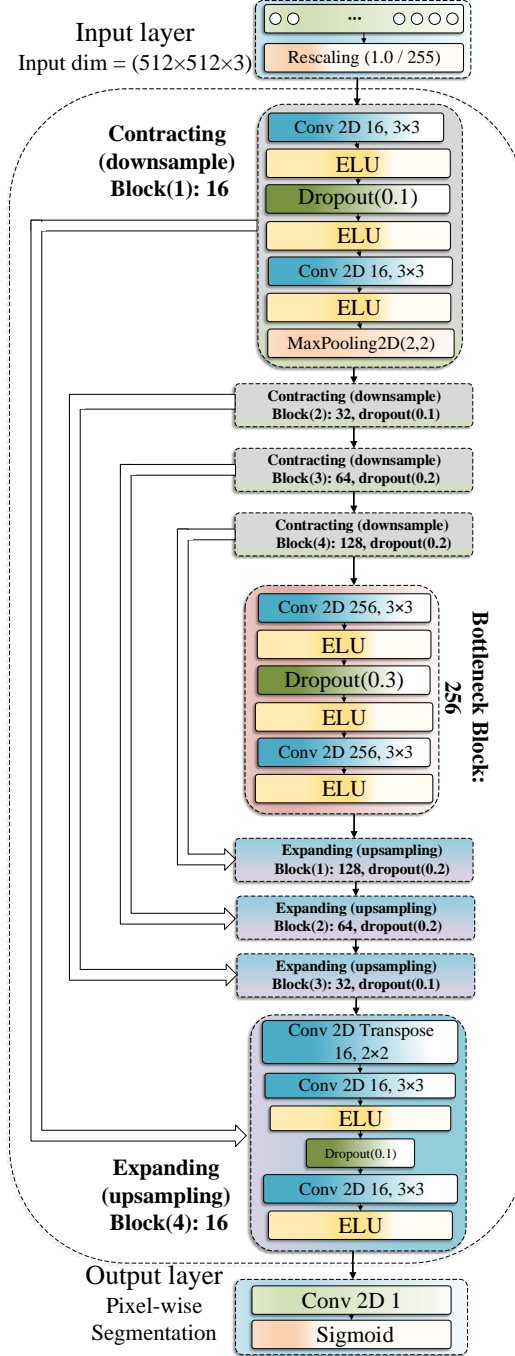 ...
Input layer
Input dim = (512×512×3)
Rescaling (1.0 / 255)
Contracting
(downsample)
Block(1): 16
Conv 2D 16, 3×3
ELU
Dropout(0.1)
ELU
Conv 2D 16, 3×3
ELU
MaxPooling2D(2,2)
Contracting (downsample)
Block(2): 32, dropout(0.1)
Contracting (downsample)
Block(3): 64, dropout(0.2)
Contracting (downsample)
Block(4): 128, dropout(0.2)
Conv 2D 256, 3×3
ELU
Dropout(0.3)
ELU
Conv 2D 256, 3×3
ELU
Bottleneck Block:
256
Expanding (upsampling)
Block(1): 128, dropout(0.2)
Expanding (upsampling)
Block(2): 64, dropout(0.2)
Expanding (upsampling)
Block(3): 32, dropout(0.1)
Conv 2D Transpose
16, 2×2
Conv 2D 16, 3×3
ELU
Dropout(0.1)
Conv 2D 16, 3×3
ELU
Expanding
(upsampling)
Block(4): 16
Output layer
Pixel-wise
Segmentation
Conv 2D 1
Sigmoid